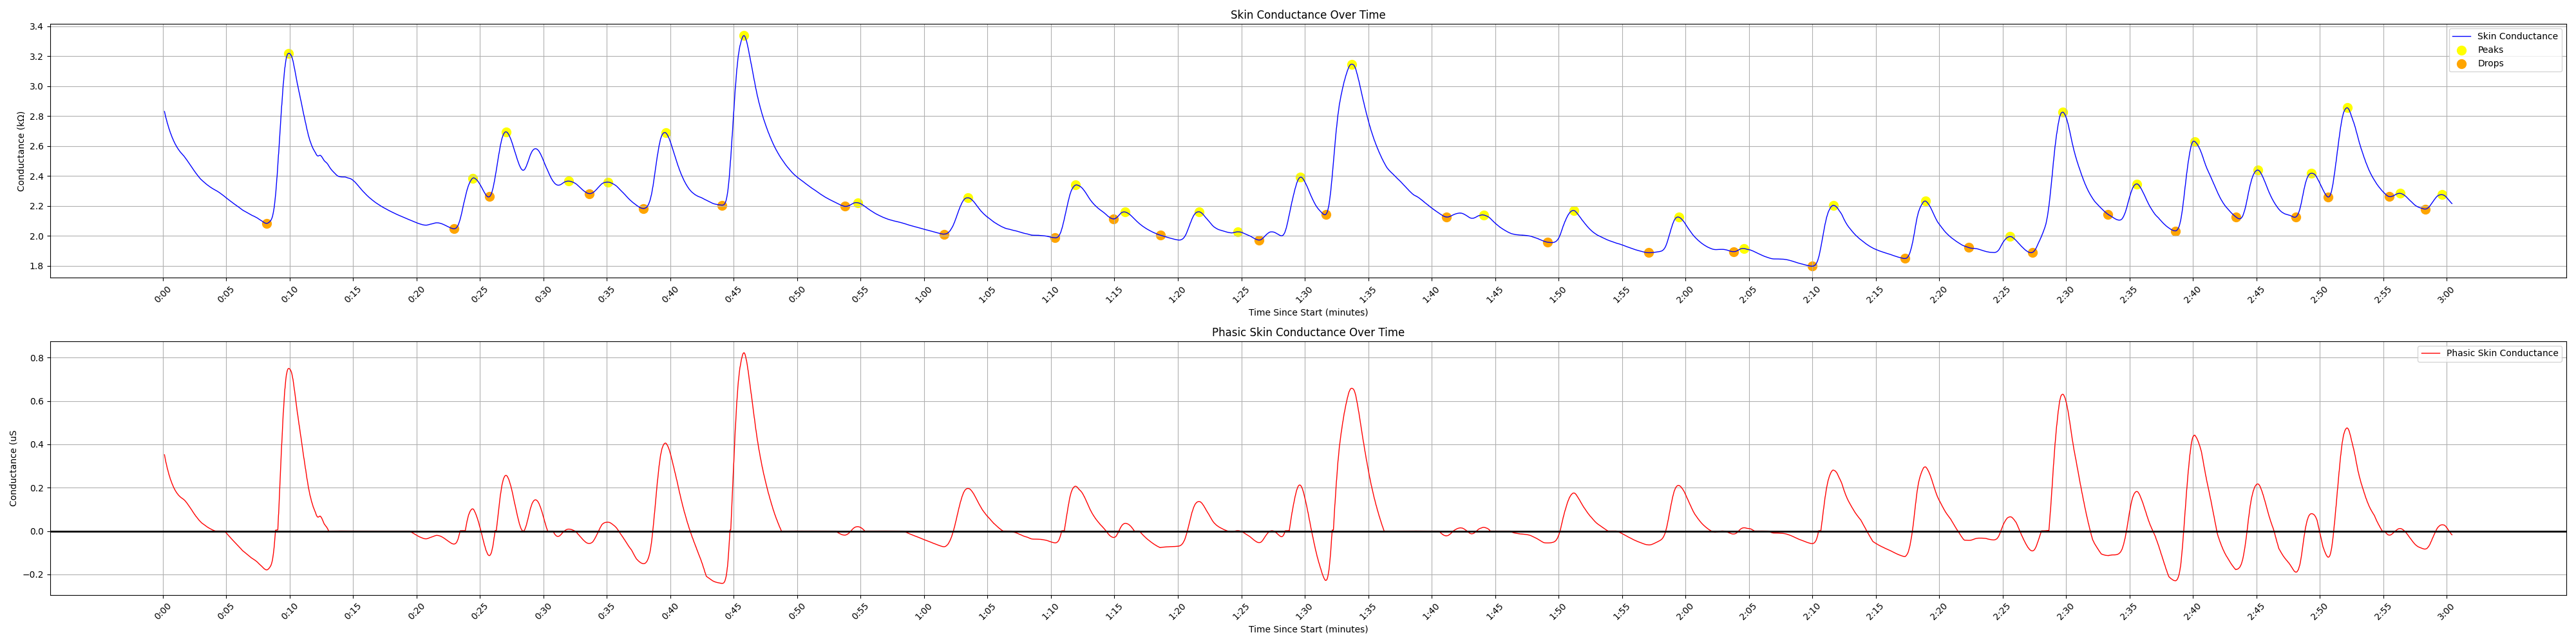 Skin Conductance Over Time
Conductance (kΩ)
3.4
3.2
3.0
2.8
2.6
2.4
2.2
2.0
1.8
Skin Conductance
Peaks
Drops
0:00 0:05 0:10 0:15 0:20 0:25 0:30 0:35 0:40 0:45 0:50 0:55 1:00 1:05 1:10 1:15 1:20 1:25 1:30 1:35 1:40 1:45 1:50 1:55 2:00 2:05 2:10 2:15 2:20 2:25 2:30 2:35 2:40 2:45 2:50 2:55 3:00
Time Since Start (minutes)
Phasic Skin Conductance Over Time
Conductance (uS
0.8
0.6
0.4
0.2
0.0
−0.2
Phasic Skin Conductance
0:00 0:05 0:10 0:15 0:20 0:25 0:30 0:35 0:40 0:45 0:50 0:55 1:00 1:05 1:10 1:15 1:20 1:25 1:30 1:35 1:40 1:45 1:50 1:55 2:00 2:05 2:10 2:15 2:20 2:25 2:30 2:35 2:40 2:45 2:50 2:55 3:00
Time Since Start (minutes)